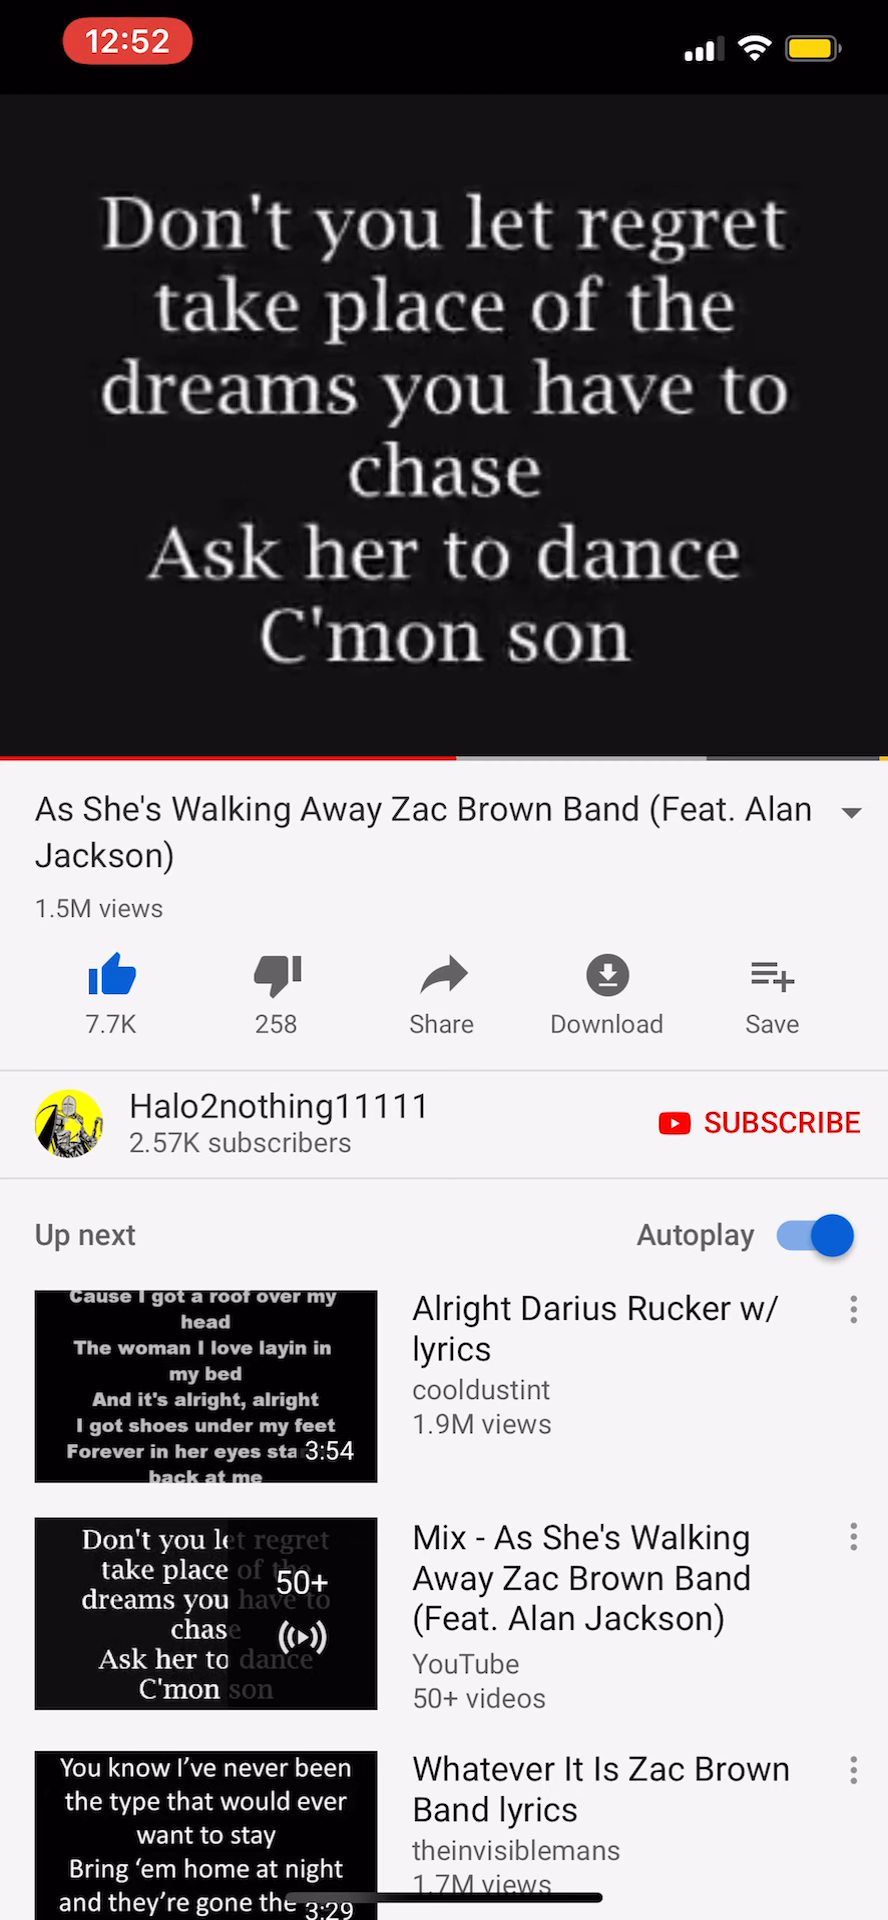 12:52
Don't you let regret
take place of the
dreams you have to
chase
Ask her to dance
C'mon son
As She's Walking Away Zac Brown Band (Feat. Alan
Jackson)
1.5M views
7.7K
258
Share
Download
Save
Halo2nothing11111
2.57K subscribers
SUBSCRIBE
Up next
Autoplay
Cause I got a roof over my
head
The woman I love layin in
my bed
And it's alright, alright
I got shoes under my feet
Forever in her eyes sta
3:54
back at me
Alright Darius Rucker w/
lyrics
cooldustint
1.9M views
Don't you let regret
take place of the
dreams you have to
chase
Ask her to dance
C'mon son
50+
Mix - As She's Walking
Away Zac Brown Band
(Feat. Alan Jackson)
YouTube
50+ videos
You know I've never been
the type that would ever
want to stay
Bring 'em home at night
and they're gone the
3:29
Whatever It Is Zac Brown
Band lyrics
theinvisiblemans
1.7M views